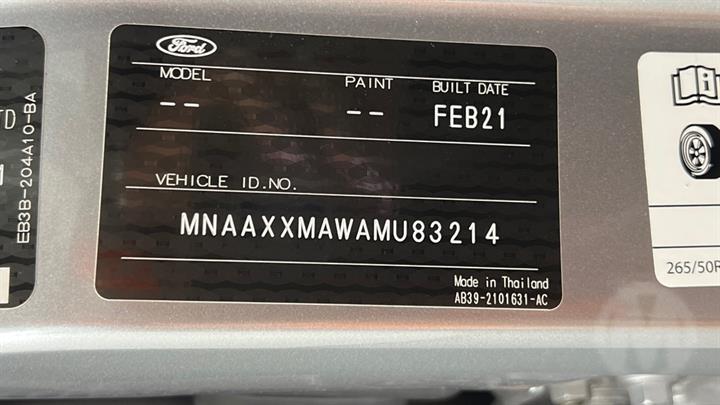 Ford
MODEL PAINT BUILT DATE
-- -- FEB21
VEHICLE ID.NO.
MNAAXXMAWAMU83214
Made in Thailand
AB39-2101631-AC
TD
EB3B-204A10-BA
i
265/50R